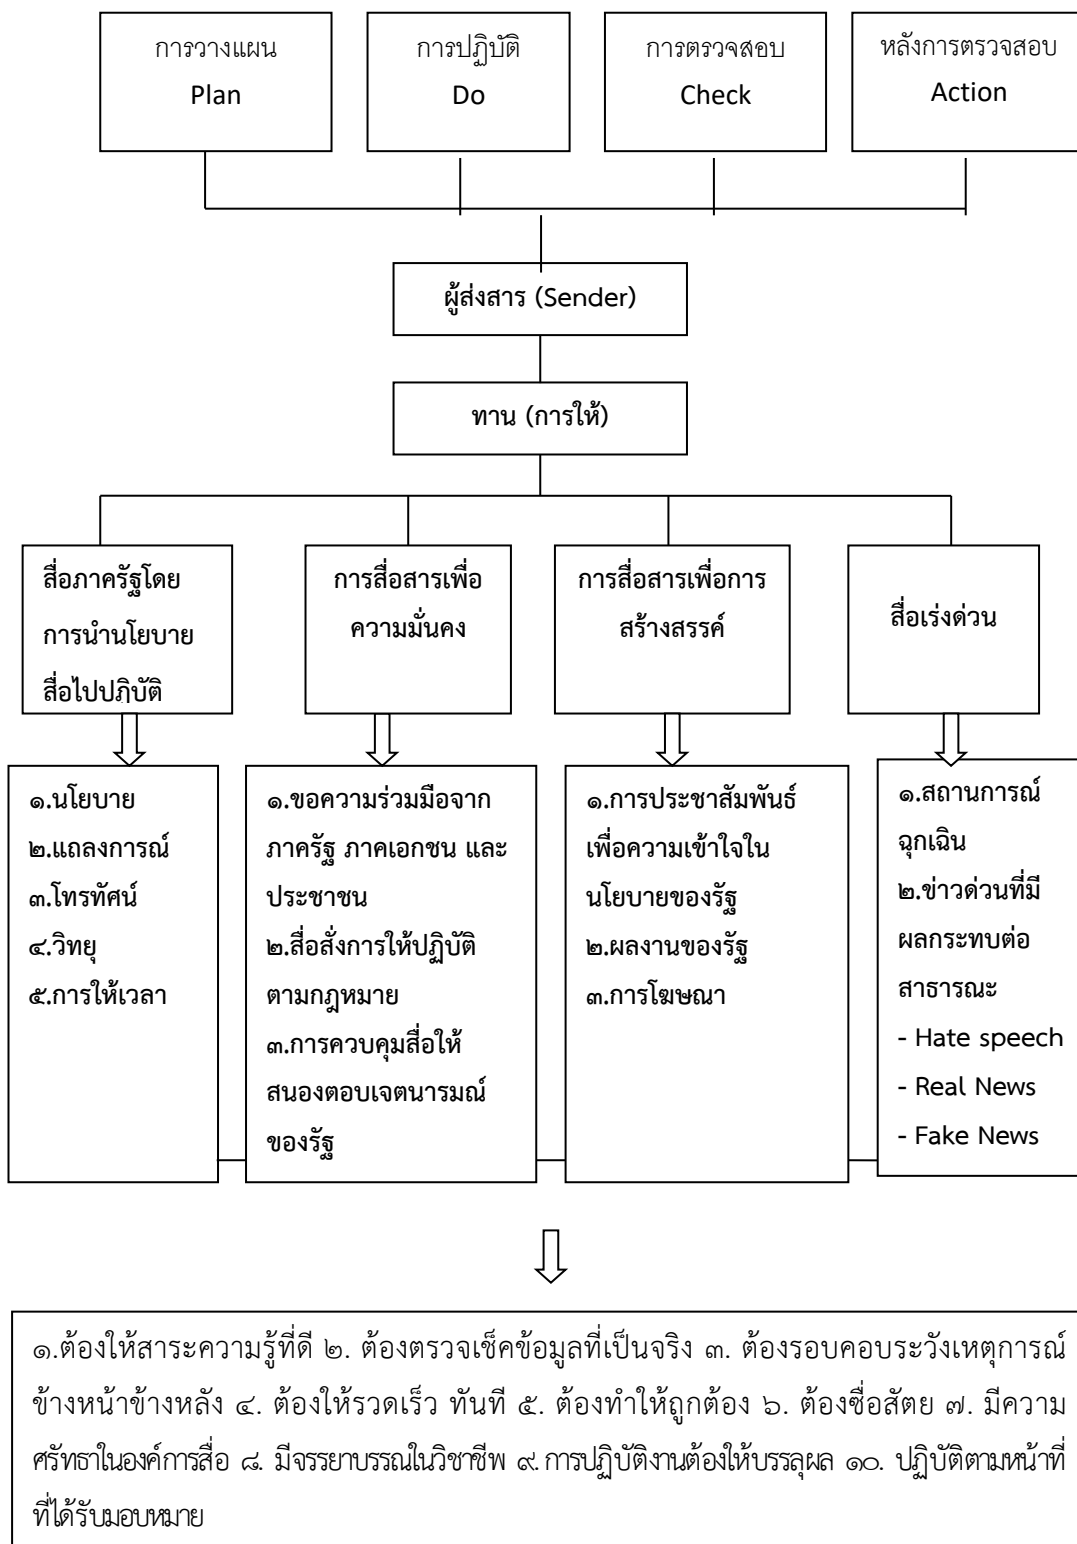 การวางแผน
Plan
การปฏิบัติ
Do
การตรวจสอบ
Check
หลังการตรวจสอบ
Action
ผู้ส่งสาร (Sender)
ทาน (การให้)
สื่อภาครัฐโดย
การนำนโยบาย
สื่อไปปฏิบัติ
การสื่อสารเพื่อ
ความมั่นคง
การสื่อสารเพื่อการ
สร้างสรรค์
สื่อเร่งด่วน
๑.นโยบาย
๒.แถลงการณ์
๓.โทรทัศน์
๔.วิทยุ
๕.การให้เวลา
๑.ขอความร่วมมือจาก
ภาครัฐ ภาคเอกชน และ
ประชาชน
๒.สื่อสั่งการให้ปฏิบัติ
ตามกฎหมาย
๓.การควบคุมสื่อให้
สนองตอบเจตนารมณ์
ของรัฐ
๑.การประชาสัมพันธ์
เพื่อความเข้าใจใน
นโยบายของรัฐ
๒.ผลงานของรัฐ
๓.การโฆษณา
๑.สถานการณ์
ฉุกเฉิน
๒.ข่าวด่วนที่มี
ผลกระทบต่อ
สาธารณะ
- Hate speech
- Real News
- Fake News
๑.ต้องให้สาระความรู้ที่ดี ๒. ต้องตรวจเช็คข้อมูลที่เป็นจริง ๓. ต้องรอบคอบระวังเหตุการณ์
ข้างหน้าข้างหลัง ๔. ต้องให้รวดเร็ว ทันที ๕. ต้องทำให้ถูกต้อง ๖. ต้องซื่อสัตย ๗. มีความ
ศรัทธาในองค์การสื่อ ๘. มีจรรยาบรรณในวิชาชีพ ๙. การปฏิบัติงานต้องให้บรรลุผล ๑๐. ปฏิบัติตามหน้าที่
ที่ได้รับมอบหมาย